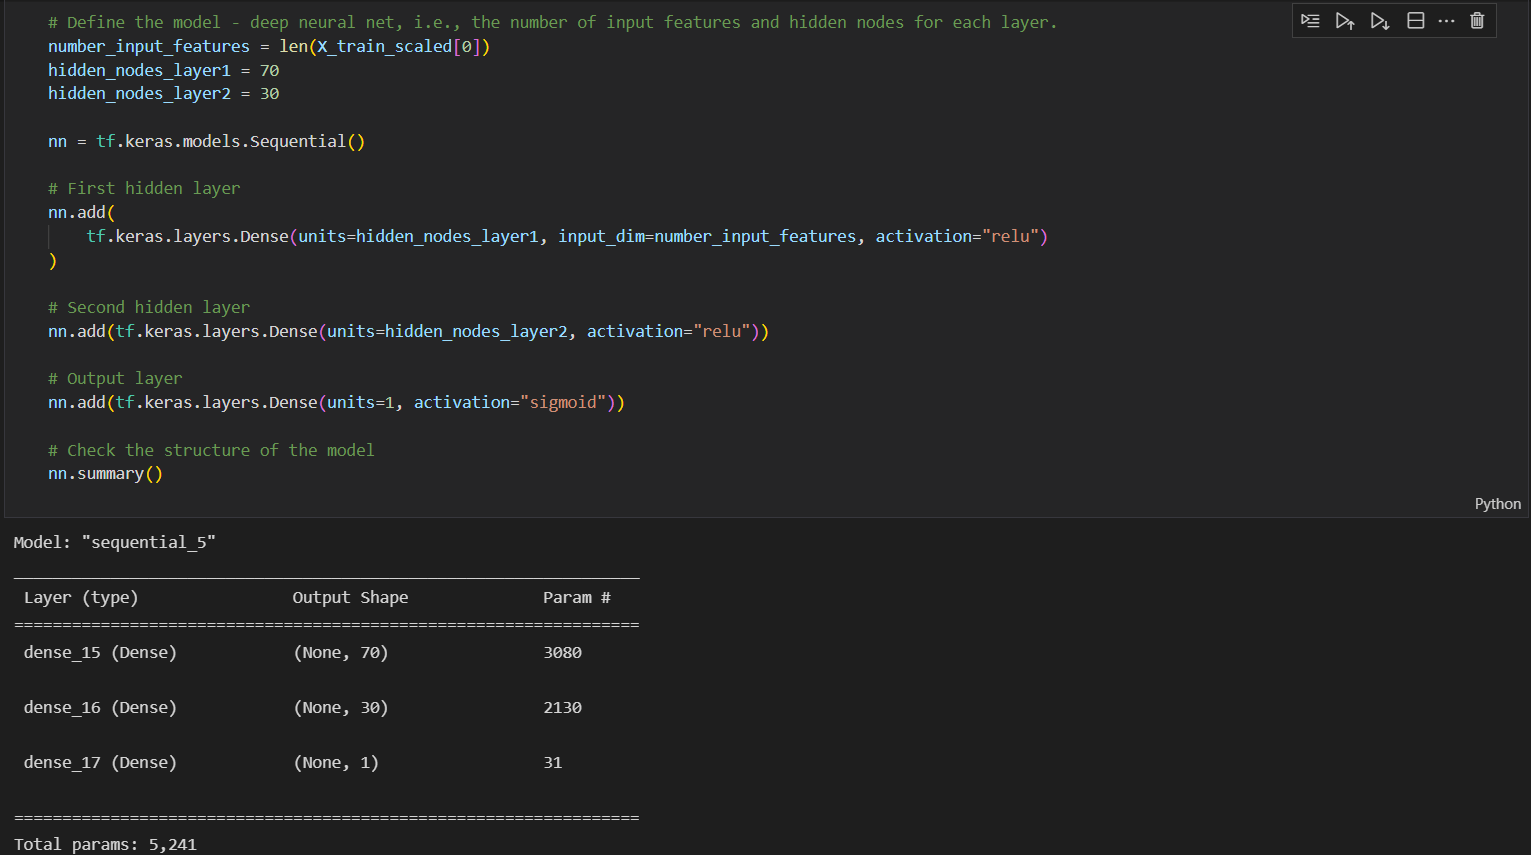 # Define the model - deep neural net, i.e., the number of input features and hidden nodes for each layer.
number_input_features = len(X_train_scaled[0])
hidden_nodes_layer1 = 70
hidden_nodes_layer2 = 30
nn = tf.keras.models.Sequential()
# First hidden layer
nn.add(
    tf.keras.layers.Dense(units=hidden_nodes_layer1, input_dim=number_input_features, activation="relu")
)
# Second hidden layer
nn.add(tf.keras.layers.Dense(units=hidden_nodes_layer2, activation="relu"))
# Output layer
nn.add(tf.keras.layers.Dense(units=1, activation="sigmoid"))
# Check the structure of the model
nn.summary()
Python
Model: "sequential_5"
_________________________________________________________________
Layer (type) Output Shape Param #
=================================================================
dense_15 (Dense) (None, 70) 3080
dense_16 (Dense) (None, 30) 2130
dense_17 (Dense) (None, 1) 31
=================================================================
Total params: 5,241